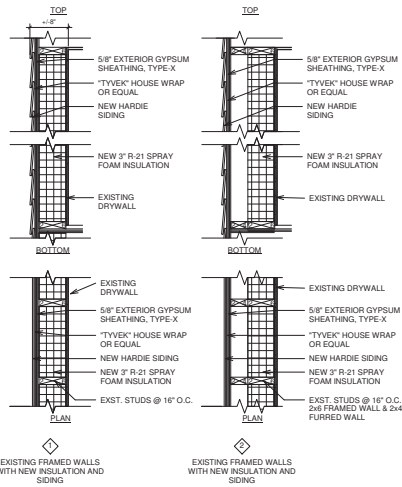 TOP
+/-8"
5/8" EXTERIOR GYPSUM
SHEATHING, TYPE-X
"TYVEK" HOUSE WRAP
OR EQUAL
NEW HARDIE
SIDING
NEW 3" R-21 SPRAY
FOAM INSULATION
EXISTING
DRYWALL
BOTTOM
EXISTING
DRYWALL
5/8" EXTERIOR GYPSUM
SHEATHING, TYPE-X
"TYVEK" HOUSE WRAP
OR EQUAL
NEW HARDIE SIDING
NEW 3" R-21 SPRAY
FOAM INSULATION
EXST. STUDS @ 16" O.C.
PLAN
1
EXISTING FRAMED WALLS
WITH NEW INSULATION AND
SIDING
TOP
5/8" EXTERIOR GYPSUM
SHEATHING, TYPE-X
"TYVEK" HOUSE WRAP
OR EQUAL
NEW HARDIE
SIDING
NEW 3" R-21 SPRAY
FOAM INSULATION
EXISTING DRYWALL
BOTTOM
EXISTING DRYWALL
5/8" EXTERIOR GYPSUM
SHEATHING, TYPE-X
"TYVEK" HOUSE WRAP
OR EQUAL
NEW HARDIE SIDING
NEW 3" R-21 SPRAY
FOAM INSULATION
EXST. STUDS @ 16" O.C.
2x6 FRAMED WALL & 2x4
FURRED WALL
PLAN
2
EXISTING FRAMED WALLS
WITH NEW INSULATION AND
SIDING